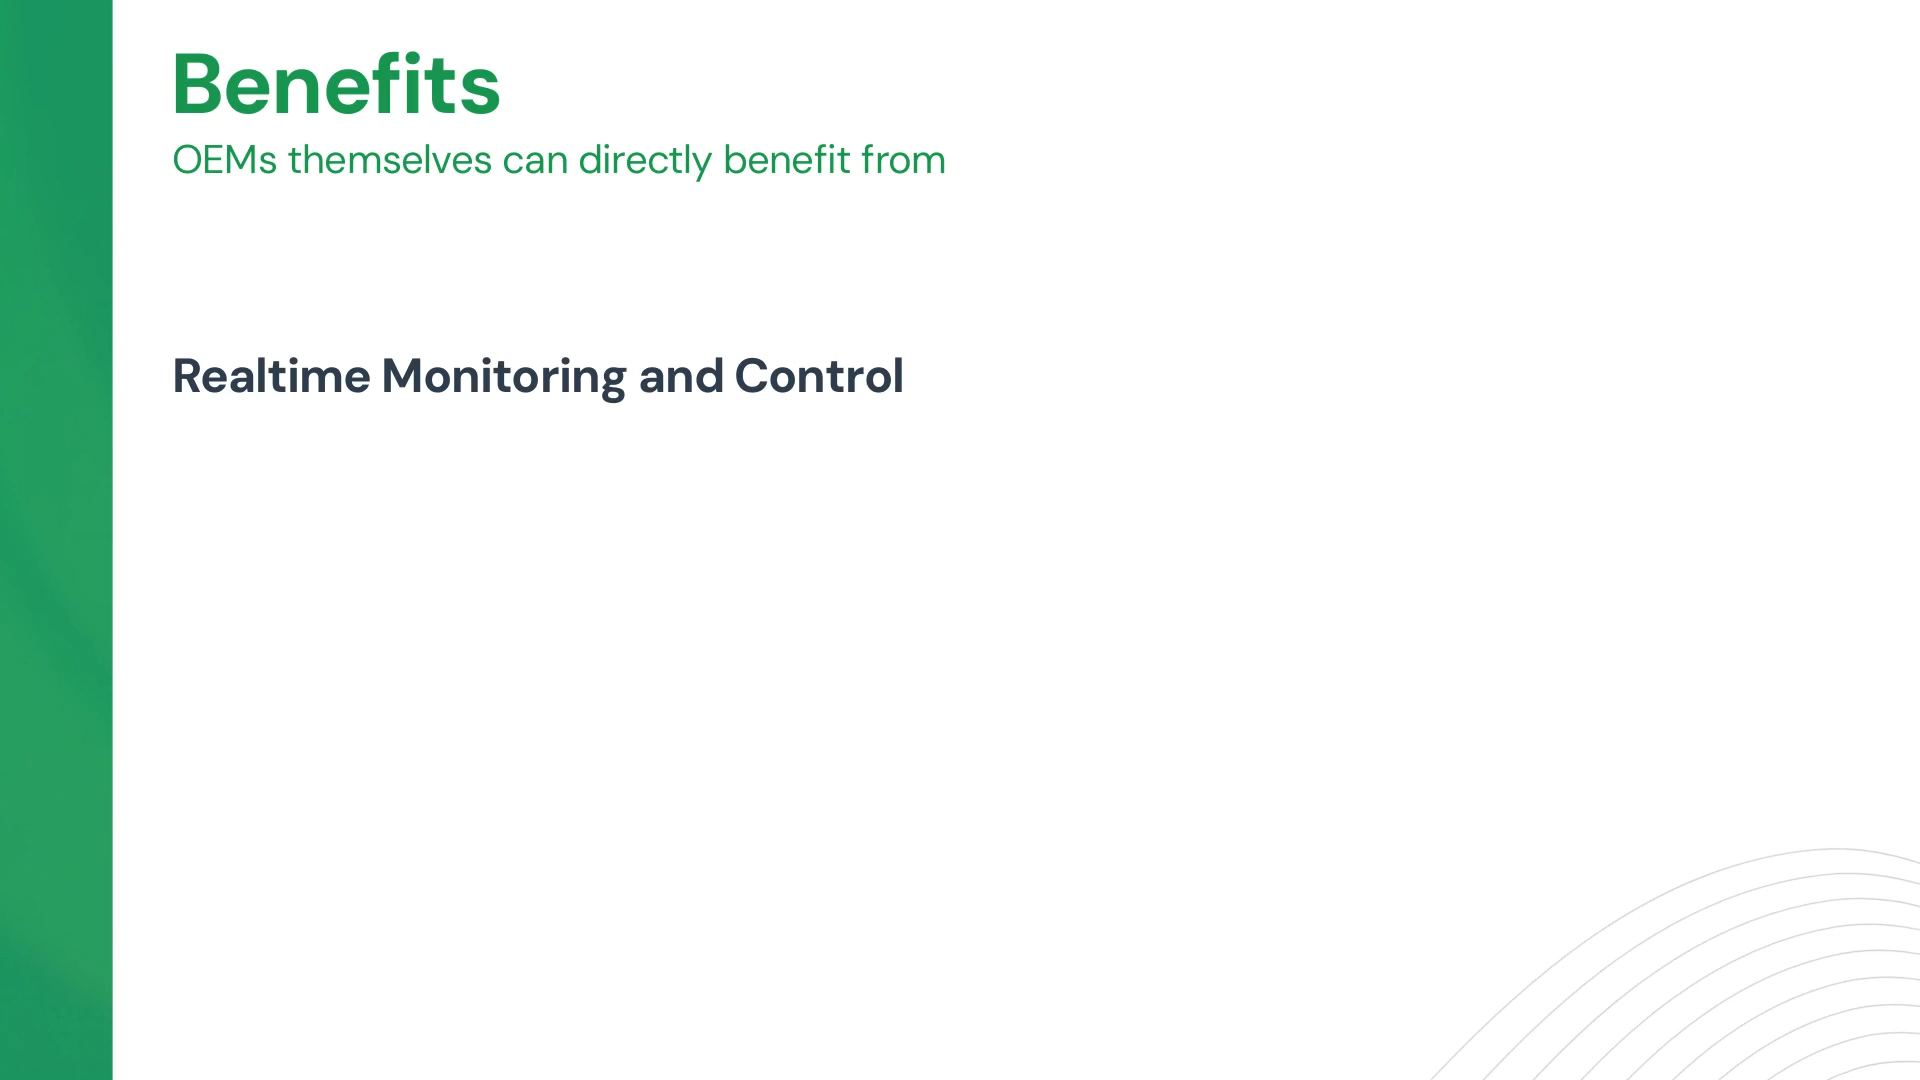 Benefits
OEMs themselves can directly benefit from
Realtime Monitoring and Control